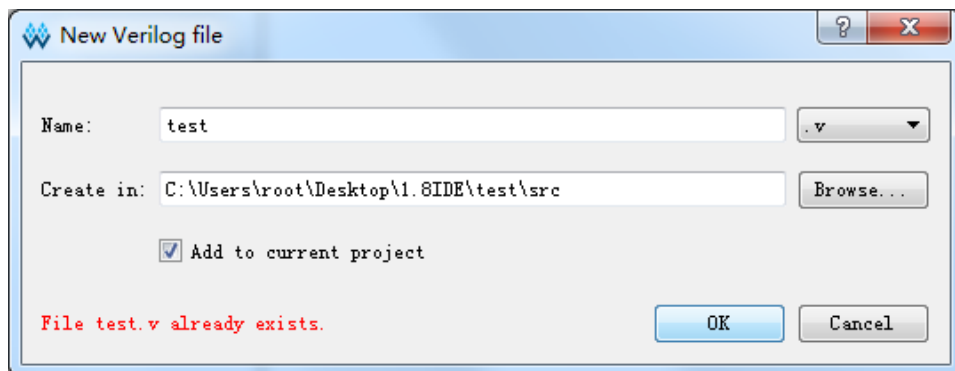 New Verilog file
Name: test .v
Create in: C:\Users\root\Desktop\1.8IDE\test\src Browse...
Add to current project
File test.v already exists. OK Cancel